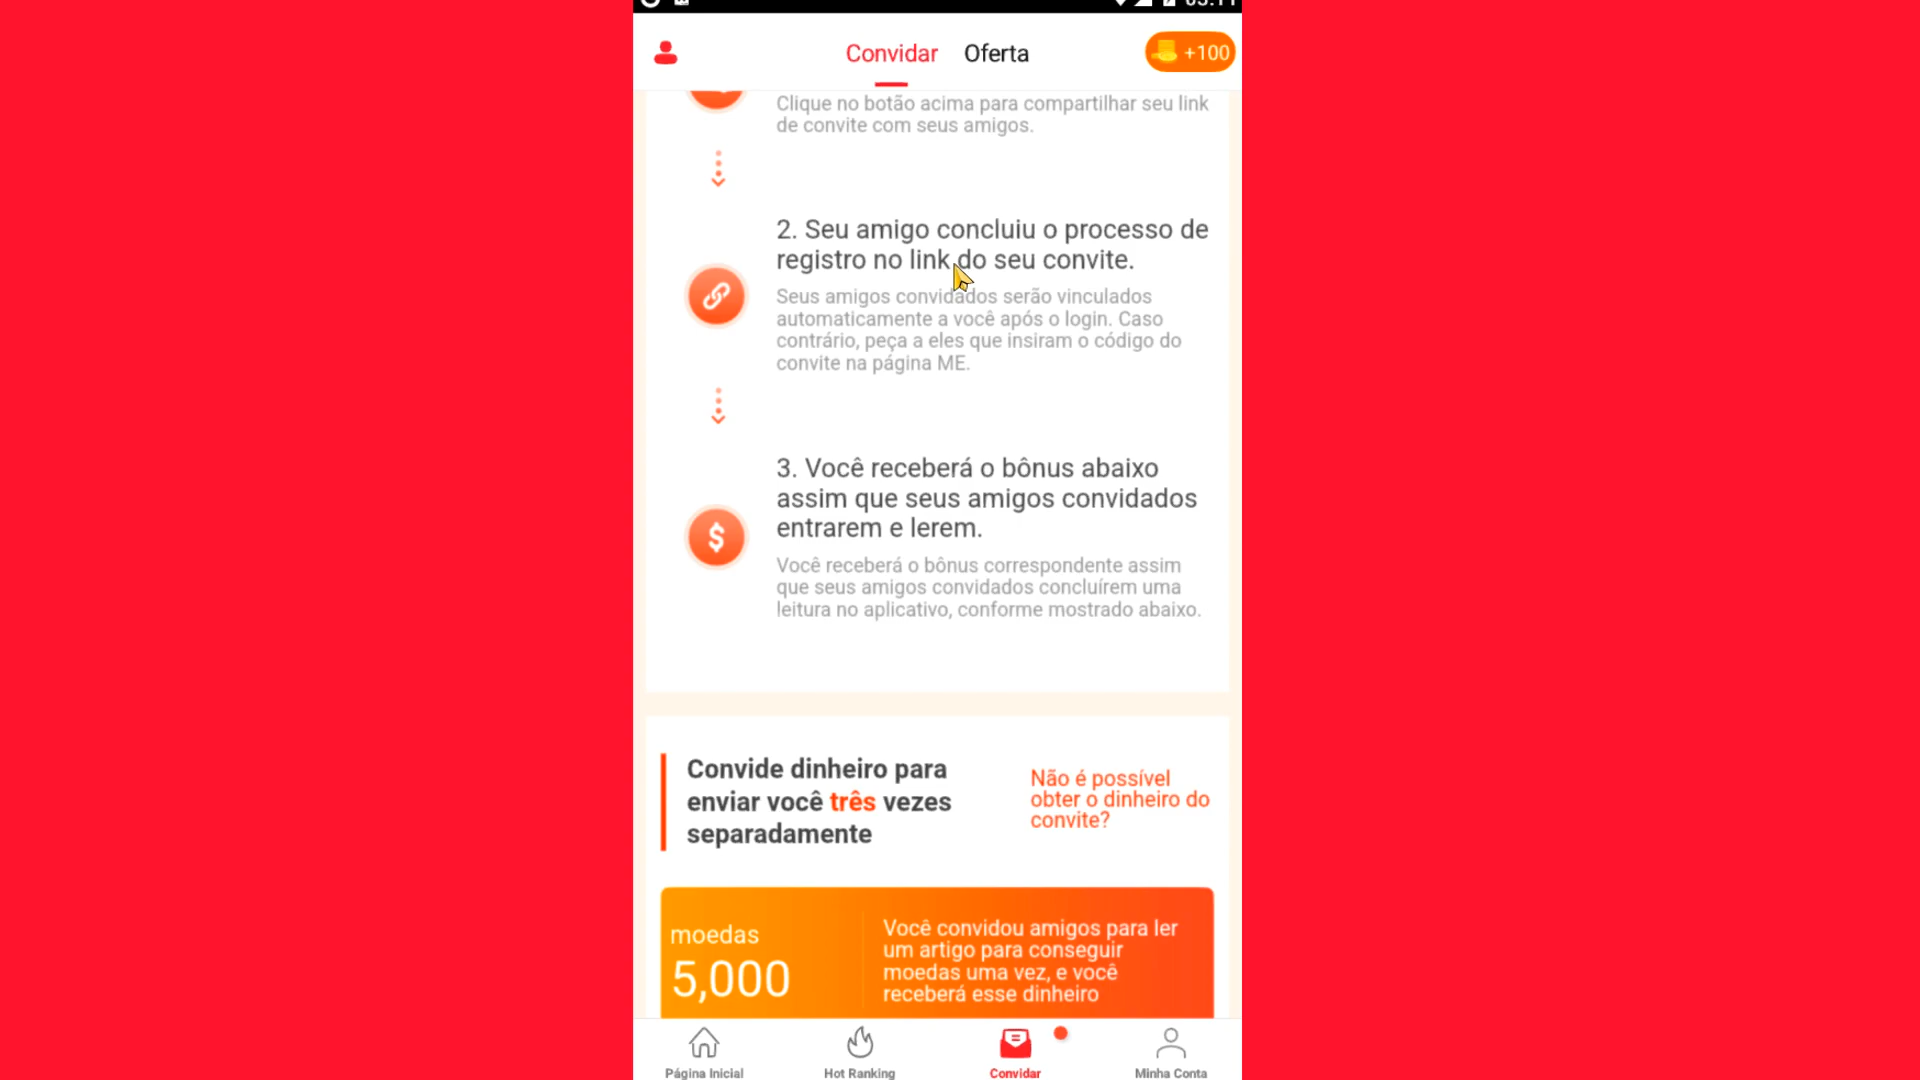 Convidar Oferta +100
Clique no botão acima para compartilhar seu link
de convite com seus amigos.
2. Seu amigo concluiu o processo de
registro no link do seu convite.
Seus amigos convidados serão vinculados
automaticamente a você após o login. Caso
contrário, peça a eles que insiram o código do
convite na página ME.
3. Você receberá o bônus abaixo
assim que seus amigos convidados
entrarem e lerem.
Você receberá o bônus correspondente assim
que seus amigos convidados concluírem uma
leitura no aplicativo, conforme mostrado abaixo.
Convide dinheiro para
enviar você três vezes
separadamente
Não é possível
obter o dinheiro do
convite?
moedas
5,000
Você convidou amigos para ler
um artigo para conseguir
moedas uma vez, e você
receberá esse dinheiro
Página Inicial Hot Ranking Convidar Minha Conta